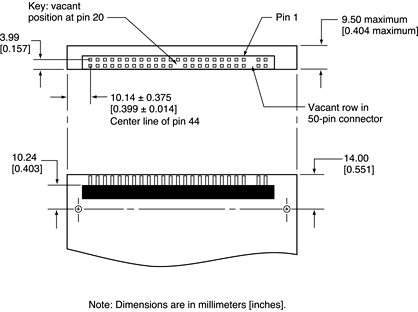 Key: vacant
position at pin 20
Pin 1
9.50 maximum
[0.404 maximum]
3.99
[0.157]
10.14 ± 0.375
[0.399 ± 0.014]
Center line of pin 44
Vacant row in
50-pin connector
10.24
[0.403]
14.00
[0.551]
Note: Dimensions are in millimeters [inches].